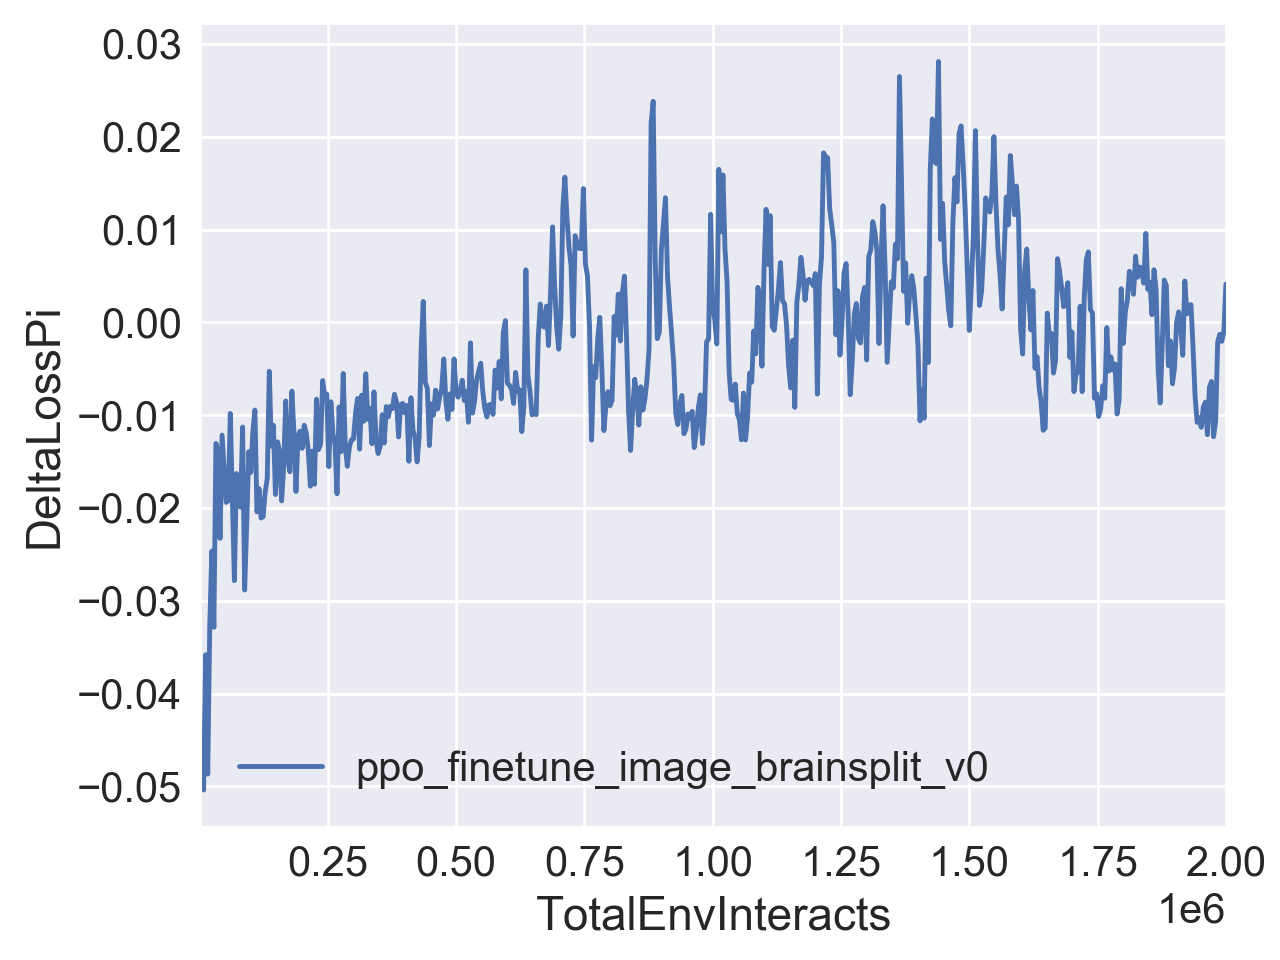 0.03
0.02
0.01
0.00
−0.01
−0.02
−0.03
−0.04
−0.05
DeltaLossPi
ppo_finetune_image_brainsplit_v0
0.25 0.50 0.75 1.00 1.25 1.50 1.75 2.00
1e6
TotalEnvInteracts